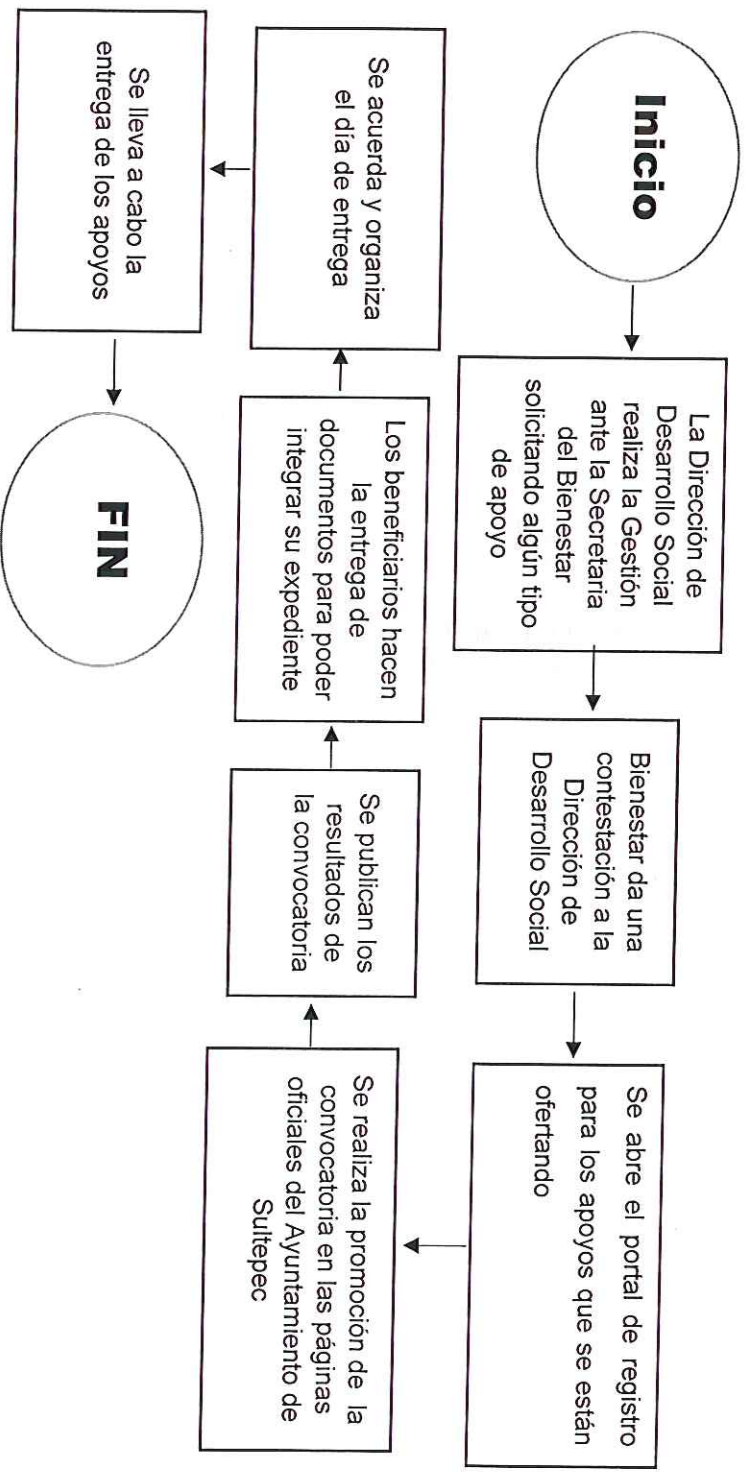 Inicio
La Dirección de
Desarrollo Social
realiza la Gestión
ante la Secretaria
del Bienestar
solicitando algún tipo
de apoyo
Bienestar da una
contestación a la
Dirección de
Desarrollo Social
Se abre el portal de registro
para los apoyos que se están
ofertando
Se realiza la promoción de la
convocatoria en las páginas
oficiales del Ayuntamiento de
Sultepec
Se publican los
resultados de
la convocatoria
Los beneficiarios hacen
la entrega de
documentos para poder
integrar su expediente
Se acuerda y organiza
el día de entrega
Se lleva a cabo la
entrega de los apoyos
FIN